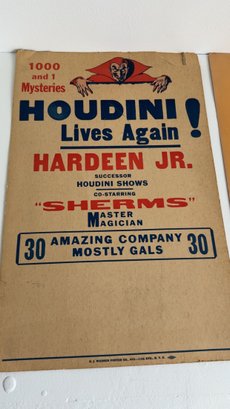 1000
and 1
Mysteries
HOUDINI
Lives Again!
HARDEEN JR.
SUCCESSOR
HOUDINI SHOWS
CO-STARRING
"SHERMS"
MASTER
MAGICIAN
30 AMAZING COMPANY MOSTLY GALS 30